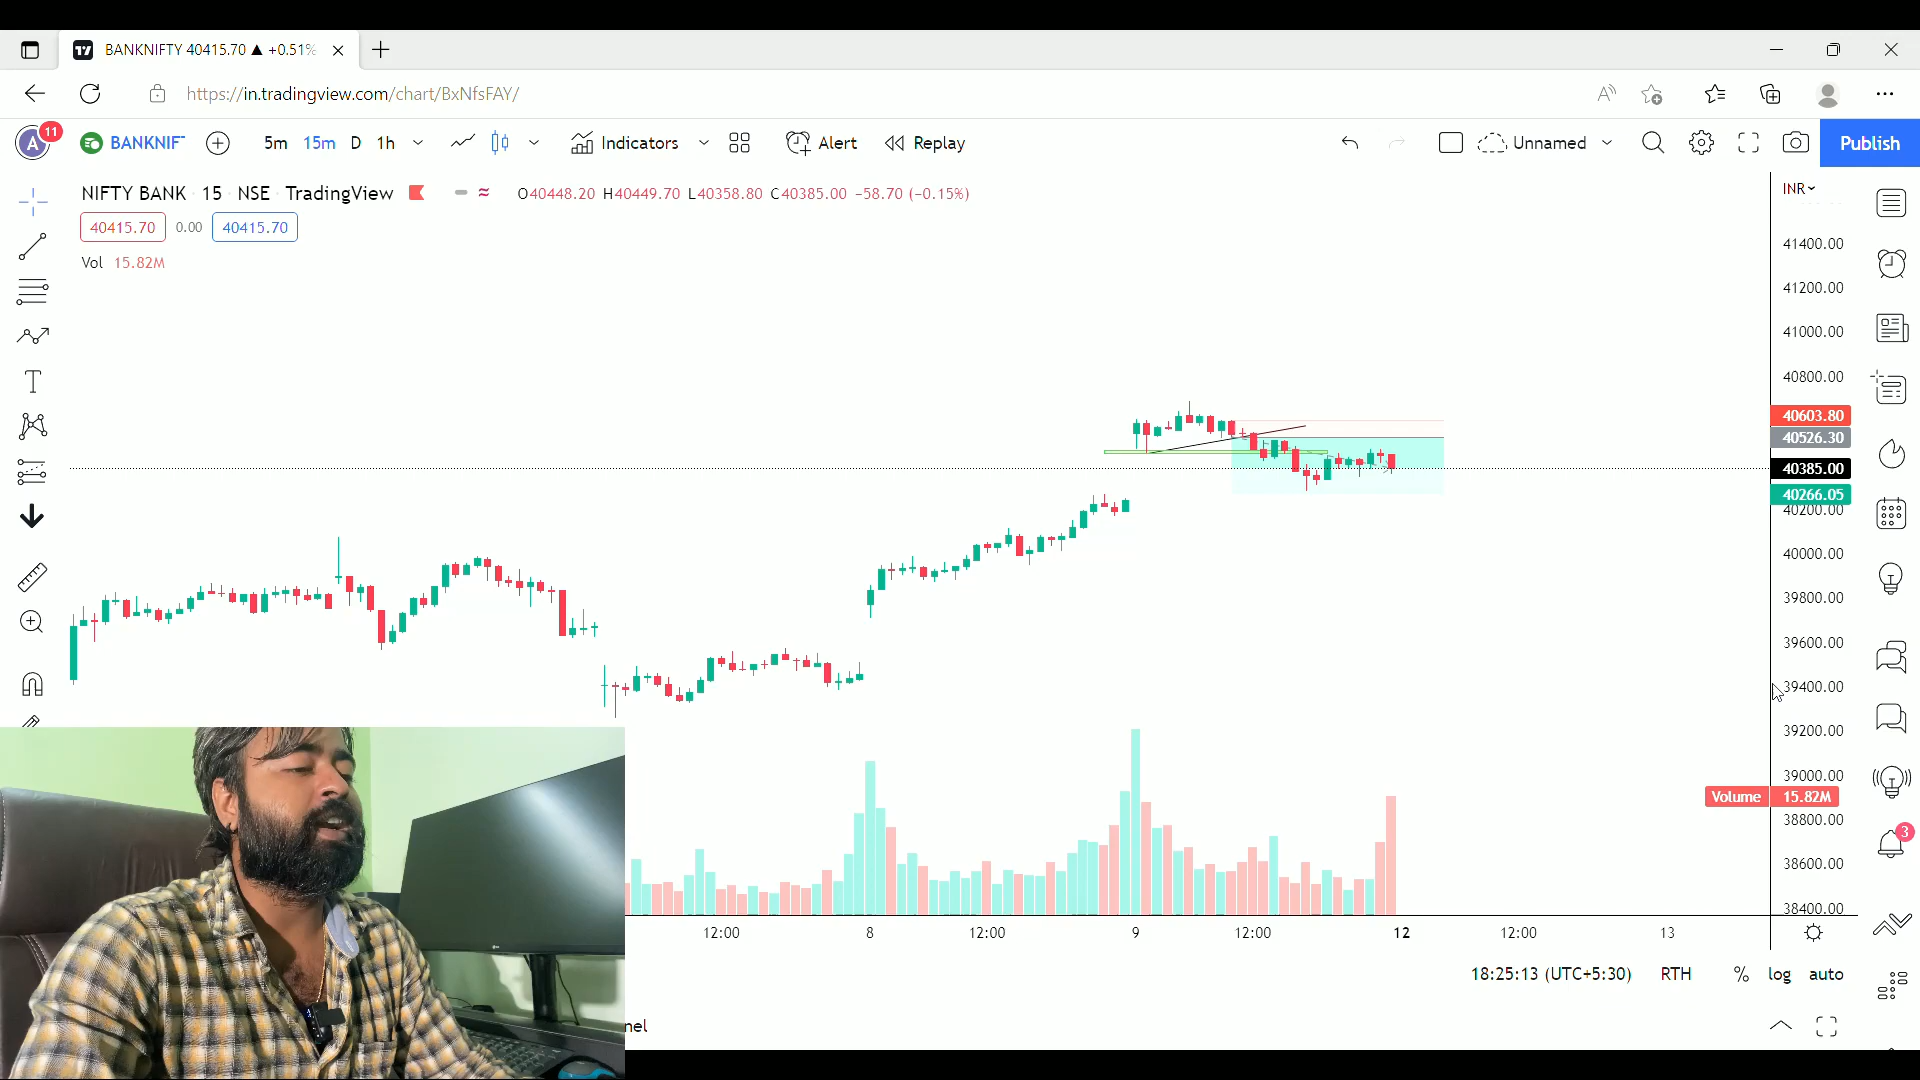 BANKNIFTY 40415.70 ▲ +0.51%
https://in.tradingview.com/chart/BxNfsFAY/
A 11 BANKNIF 5m 15m D 1h Indicators Alert Replay Unnamed Publish
NIFTY BANK · 15 · NSE · TradingView O40448.20 H40449.70 L40358.80 C40385.00 −58.70 (−0.15%)
INR
40415.70 0.00 40415.70
Vol 15.82M
41400.00
41200.00
41000.00
40800.00
40603.80
40526.30
40385.00
40266.05
40200.00
40000.00
39800.00
39600.00
39400.00
39200.00
39000.00
Volume 15.82M
38800.00
3
38600.00
38400.00
12:00 8 12:00 9 12:00 12 12:00 13
18:25:13 (UTC+5:30) RTH % log auto
nel